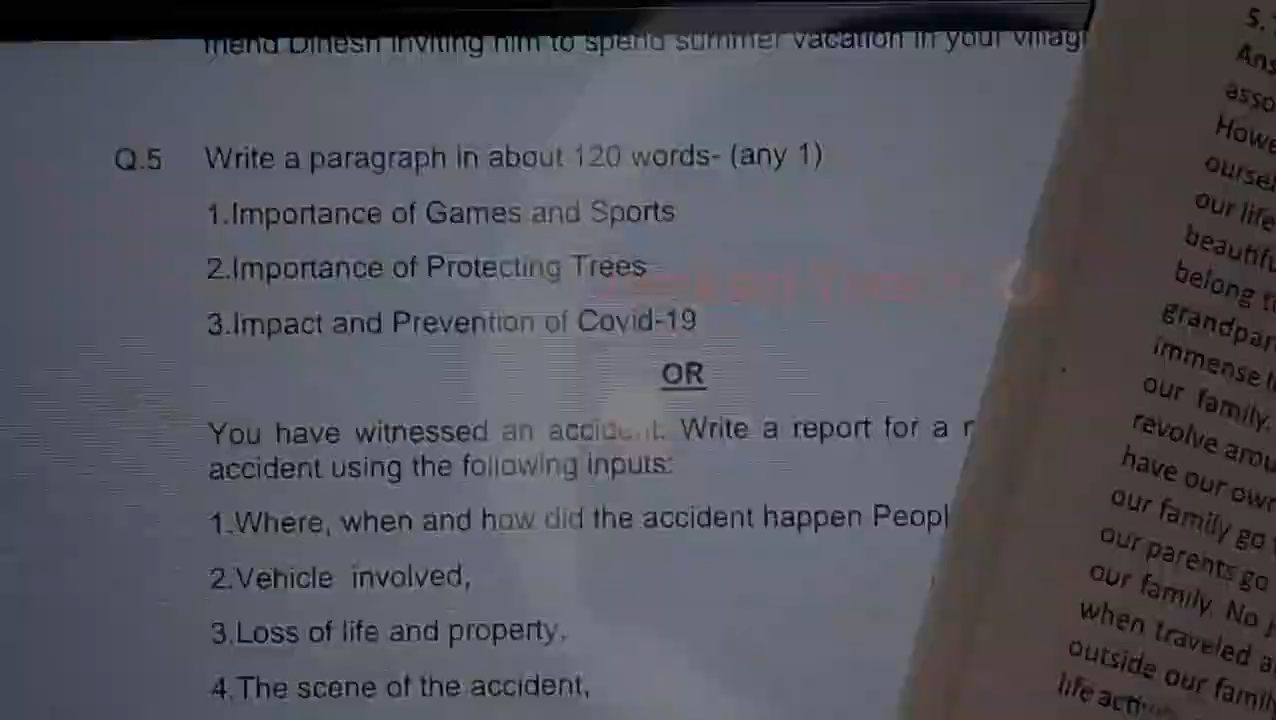 friend Dinesh inviting him to spend summer vacation in your villag
Q.5 Write a paragraph in about 120 words- (any 1)
1.Importance of Games and Sports
2.Importance of Protecting Trees
3.Impact and Prevention of Covid-19
OR
You have witnessed an accident. Write a report for a
accident using the following inputs:
1.Where, when and how did the accident happen Peopl
2.Vehicle involved,
3.Loss of life and property,
4.The scene of the accident,
5.
Ans
asso
Howe
oursel
our life
beautifu
belong t
grandpar
immense
our family.
revolve arou
have our own
our family go
our parents go
our family. No
when traveled a
outside our family
life